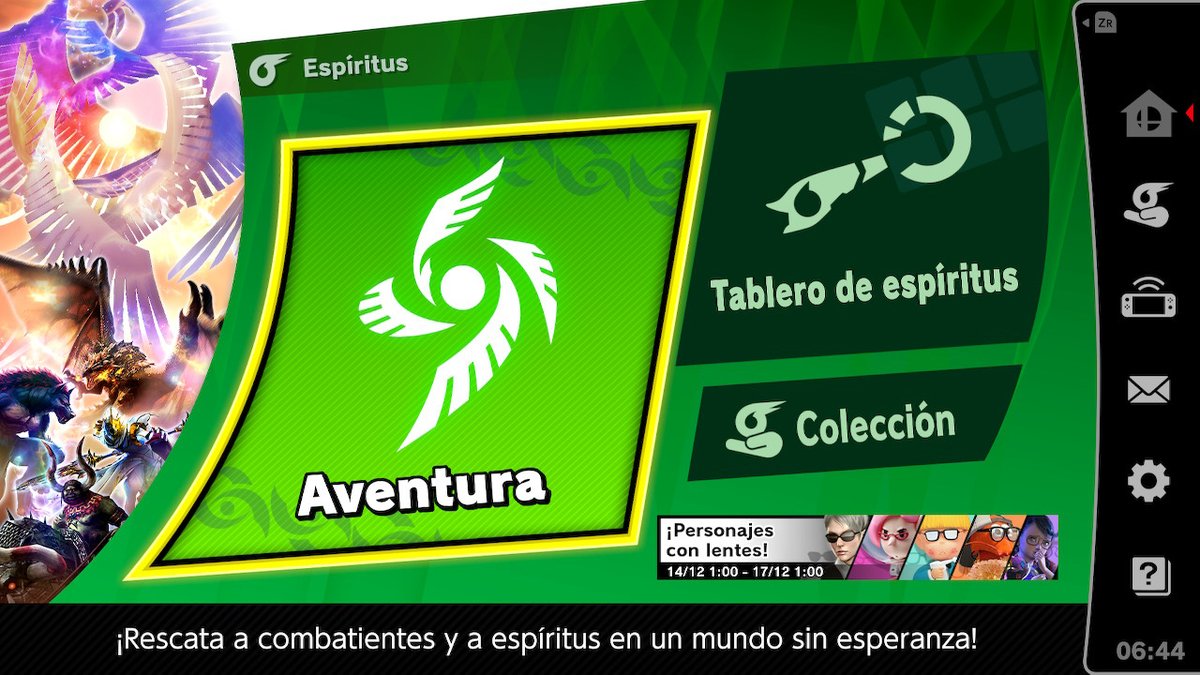 Espíritus
ZR
Tablero de espíritus
Colección
Aventura
¡Personajes
con lentes!
14/12 1:00 - 17/12 1:00
?
¡Rescata a combatientes y a espíritus en un mundo sin esperanza!
06:44